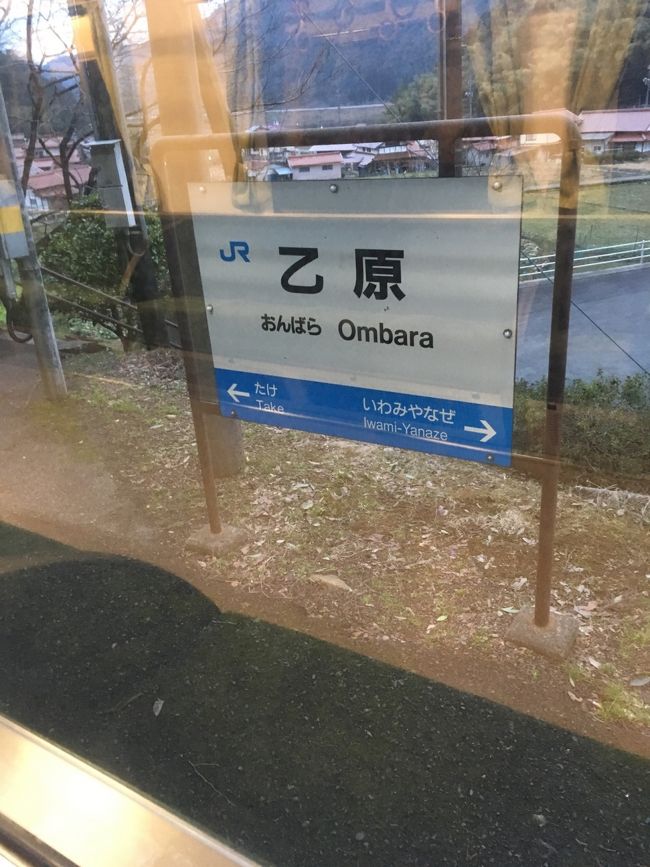 JR 乙原
おんばら Ombara
← たけ
Take
いわみやなぜ →
Iwami-Yanaze